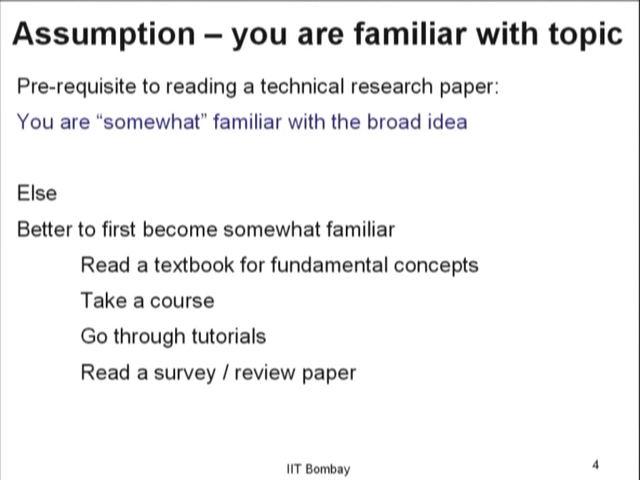 Assumption – you are familiar with topic
Pre-requisite to reading a technical research paper:
You are “somewhat” familiar with the broad idea
Else
Better to first become somewhat familiar
Read a textbook for fundamental concepts
Take a course
Go through tutorials
Read a survey / review paper
IIT Bombay
4